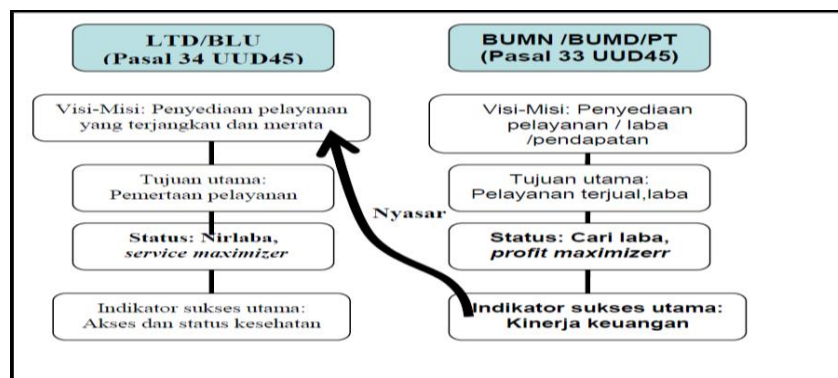 LTD/BLU
(Pasal 34 UUD45)
Visi-Misi: Penyediaan pelayanan
yang terjangkau dan merata
Tujuan utama:
Pemertaan pelayanan
Status: Nirlaba,
service maximizer
Indikator sukses utama:
Akses dan status kesehatan
Nyasar
BUMN /BUMD/PT
(Pasal 33 UUD45)
Visi-Misi: Penyediaan
pelayanan / laba
/pendapatan
Tujuan utama:
Pelayanan terjual,laba
Status: Cari laba,
profit maximizerr
Indikator sukses utama:
Kinerja keuangan